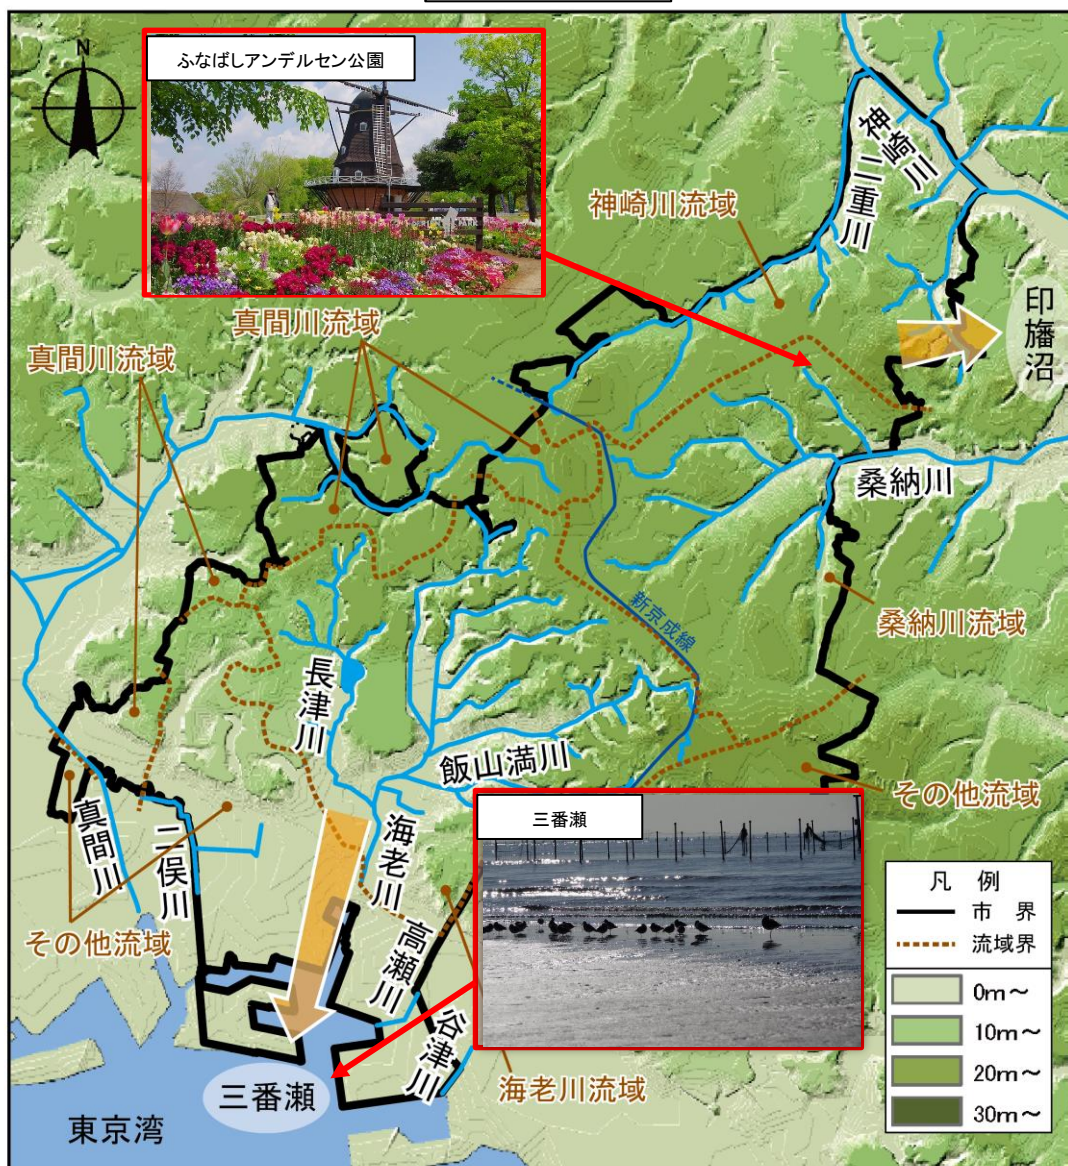 N
ふなばしアンデルセン公園
神崎川
二重川
神崎川流域
印旛沼
真間川流域
真間川流域
桑納川
新京成線
桑納川流域
長津川
飯山満川
その他流域
三番瀬
真間川
二俣川
海老川
その他流域
高瀬川
谷津川
海老川流域
三番瀬
東京湾
凡 例
市 界
流域界
0m～
10m～
20m～
30m～